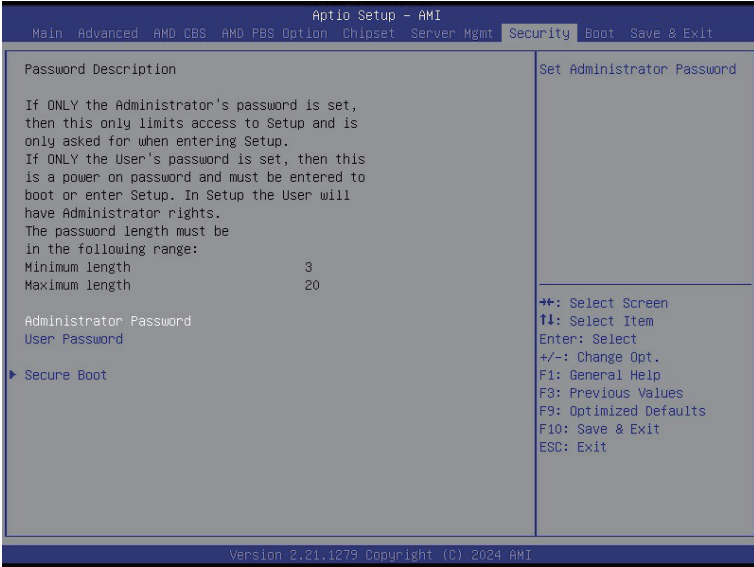 Aptio Setup – AMI
Main Advanced AMD CBS AMD PBS Option Chipset Server Mgmt Security Boot Save & Exit
Password Description
If ONLY the Administrator's password is set,
then this only limits access to Setup and is
only asked for when entering Setup.
If ONLY the User's password is set, then this
is a power on password and must be entered to
boot or enter Setup. In Setup the User will
have Administrator rights.
The password length must be
in the following range:
Minimum length 3
Maximum length 20
Administrator Password
User Password
Secure Boot
Set Administrator Password
→←: Select Screen
↑↓: Select Item
Enter: Select
+/-: Change Opt.
F1: General Help
F3: Previous Values
F9: Optimized Defaults
F10: Save & Exit
ESC: Exit
Version 2.21.1279 Copyright (C) 2024 AMI